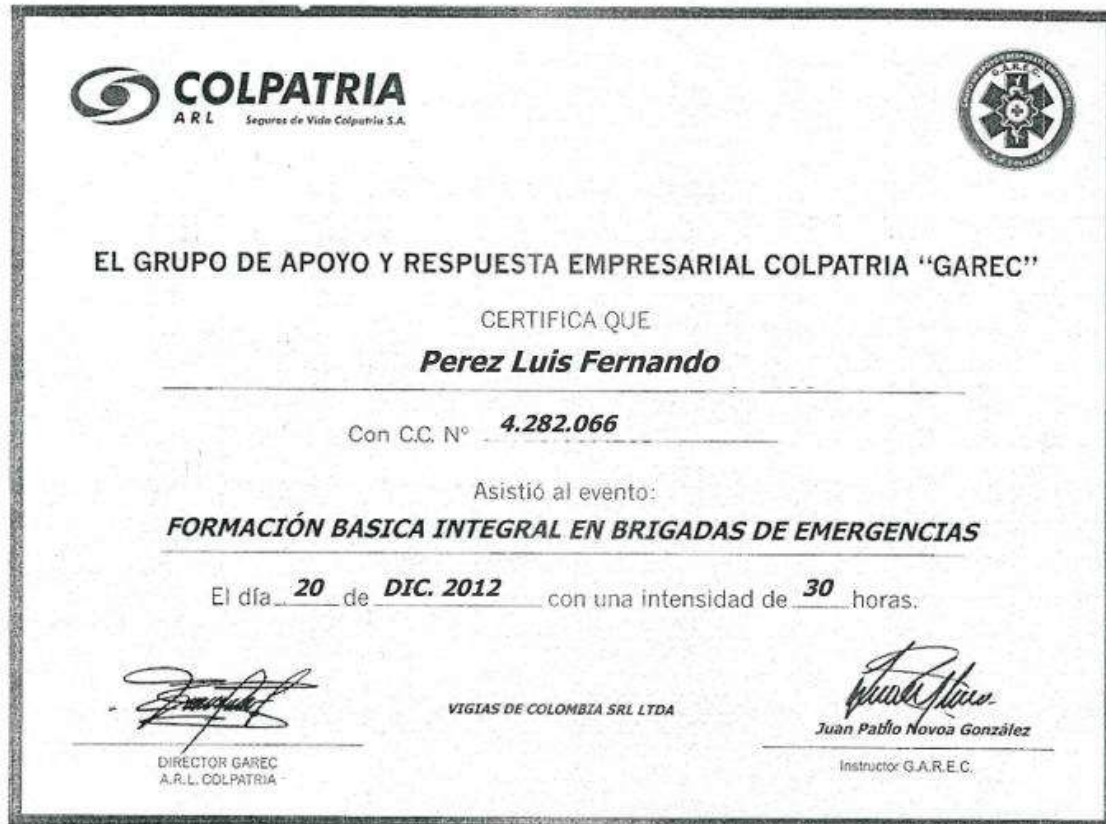 COLPATRIA
ARL Seguros de Vida Colpatria S.A.
G.A.R.E.C.
EL GRUPO DE APOYO Y RESPUESTA EMPRESARIAL COLPATRIA “GAREC”
CERTIFICA QUE
Perez Luis Fernando
Con C.C. Nº 4.282.066
Asistió al evento:
FORMACIÓN BASICA INTEGRAL EN BRIGADAS DE EMERGENCIAS
El día 20 de DIC. 2012 con una intensidad de 30 horas.
VIGIAS DE COLOMBIA SRL LTDA
Juan Pablo Novoa González
DIRECTOR GAREC
A.R.L. COLPATRIA
Instructor G.A.R.E.C.